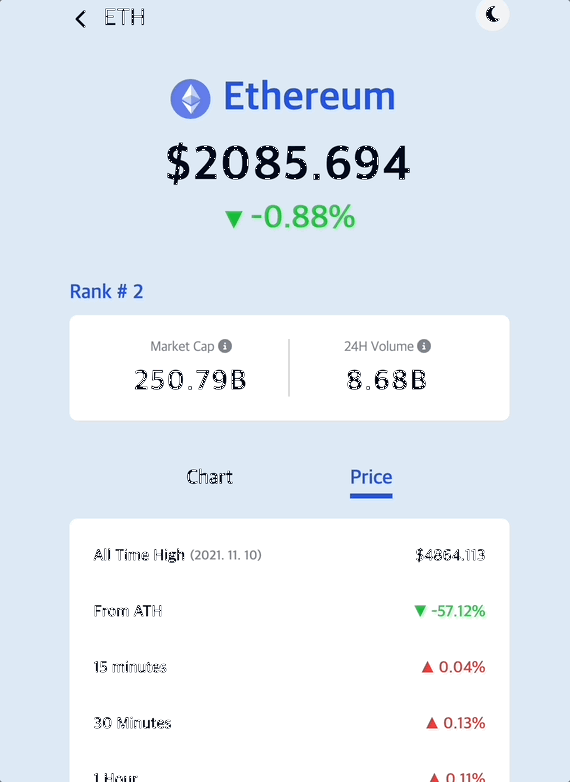 ETH
Ethereum
$2085.694
▼ -0.88%
Rank # 2
Market Cap
24H Volume
250.79B
8.68B
Chart
Price
All Time High (2021. 11. 10)
$4864.113
From ATH
▼ -57.12%
15 minutes
▲ 0.04%
30 Minutes
▲ 0.13%
1 Hour
▲ 0.11%